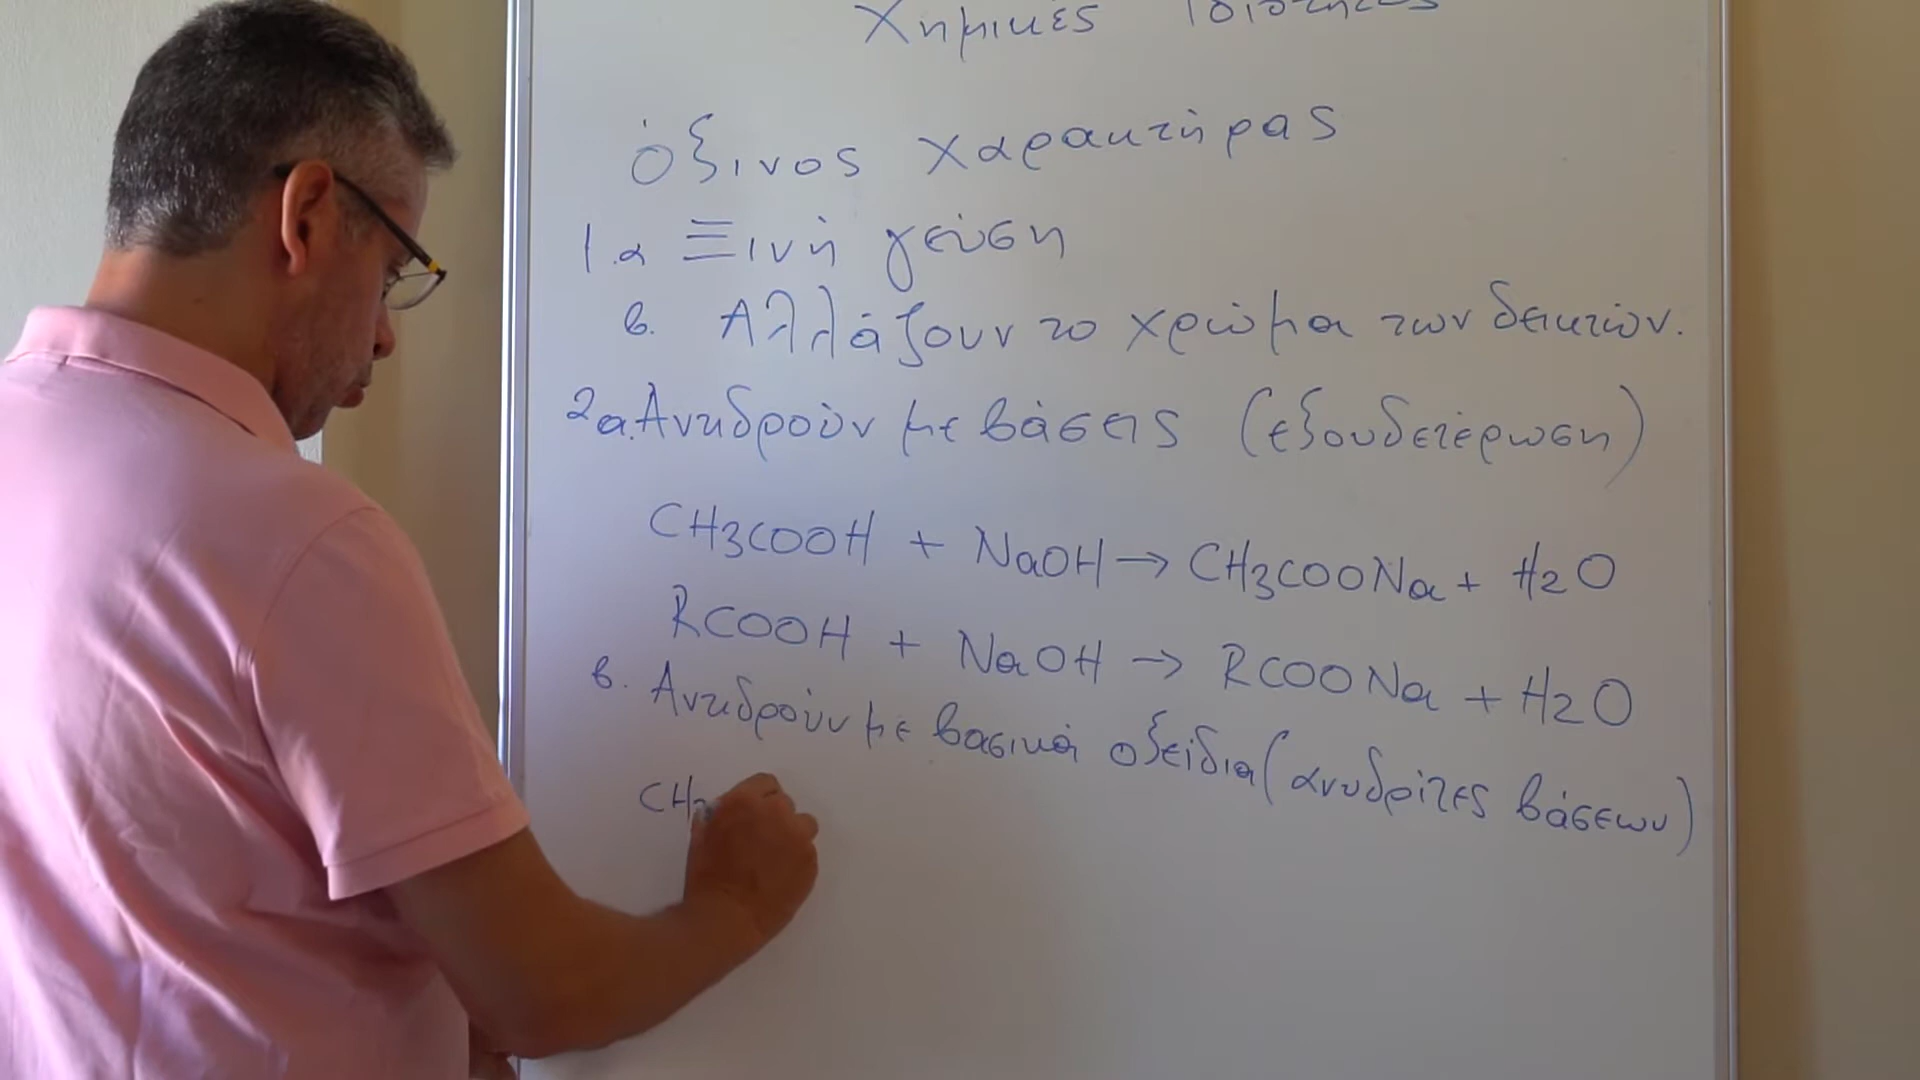 Χημικές Ιδιότητες
Όξινος χαρακτήρας
1.α Ξινή γεύση
β. Αλλάζουν το χρώμα των δεικτών.
2α. Αντιδρούν με βάσεις (εξουδετέρωση)
CH3COOH + NaOH → CH3COONa + H2O
RCOOH + NaOH → RCOONa + H2O
β. Αντιδρούν με βασικά οξείδια (ανυδρίτες βάσεων)
CH3